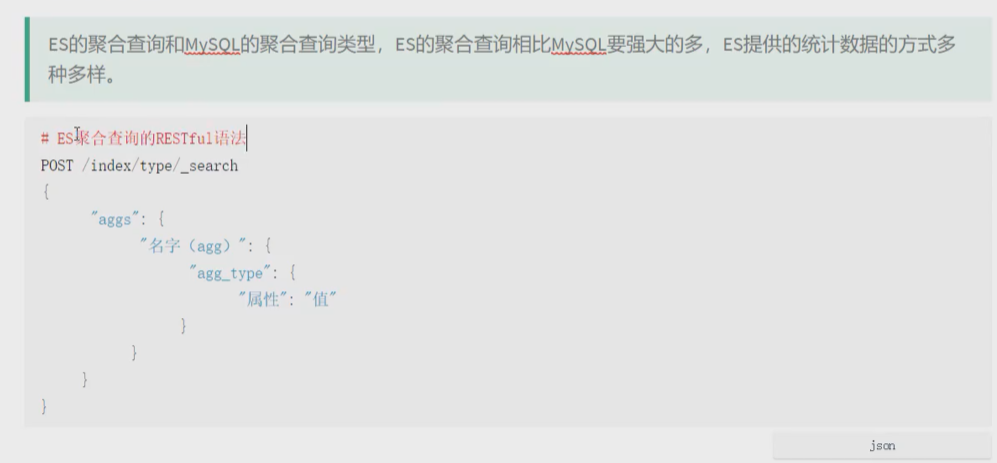 ES的聚合查询和MySQL的聚合查询类型，ES的聚合查询相比MySQL要强大的多，ES提供的统计数据的方式多
种多样。
# ES聚合查询的RESTful语法
POST /index/type/_search
{
"aggs": {
"名字（agg）": {
"agg_type": {
"属性": "值"
}
}
}
}
json